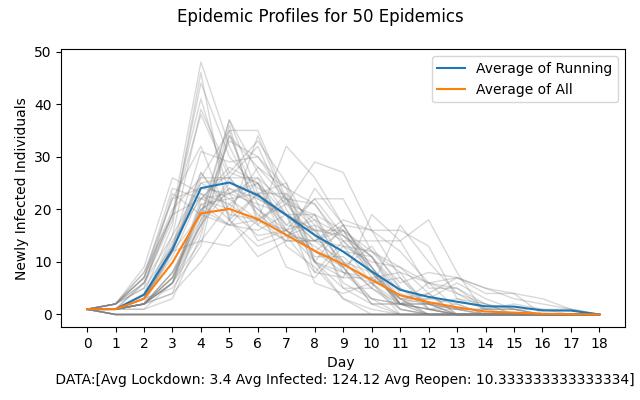 Epidemic Profiles for 50 Epidemics
50
40
30
20
10
0
Newly Infected Individuals
Average of Running
Average of All
0 1 2 3 4 5 6 7 8 9 10 11 12 13 14 15 16 17 18
Day
DATA:[Avg Lockdown: 3.4 Avg Infected: 124.12 Avg Reopen: 10.333333333333334]